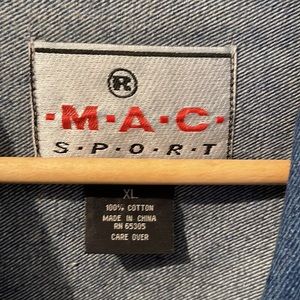 ®
·M·A·C·
S·P·O·R·T
XL
100% COTTON
MADE IN CHINA
RN 65305
CARE OVER